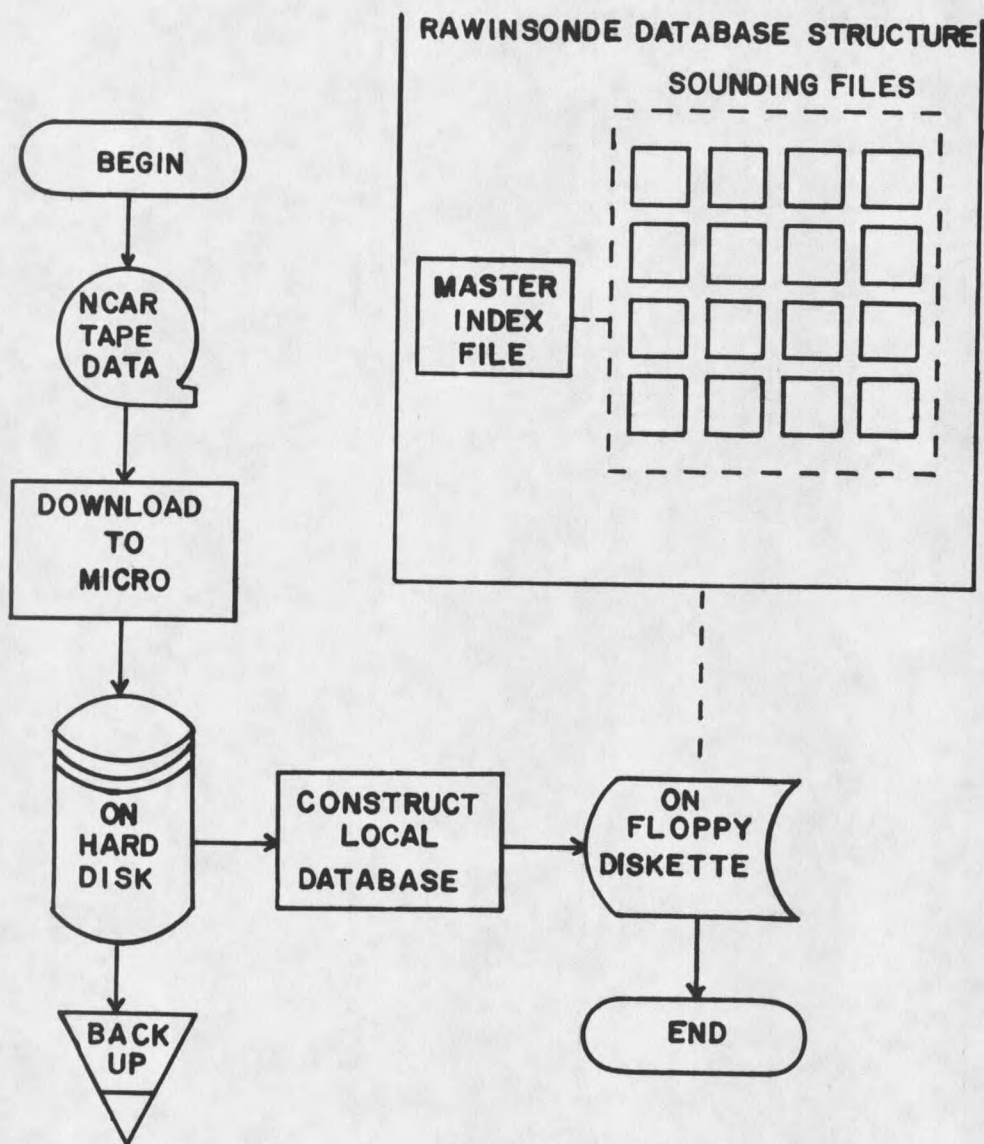 RAWINSONDE DATABASE STRUCTURE
SOUNDING FILES
MASTER
INDEX
FILE
BEGIN
NCAR
TAPE
DATA
DOWNLOAD
TO
MICRO
ON
HARD
DISK
CONSTRUCT
LOCAL
DATABASE
ON
FLOPPY
DISKETTE
BACK
UP
END